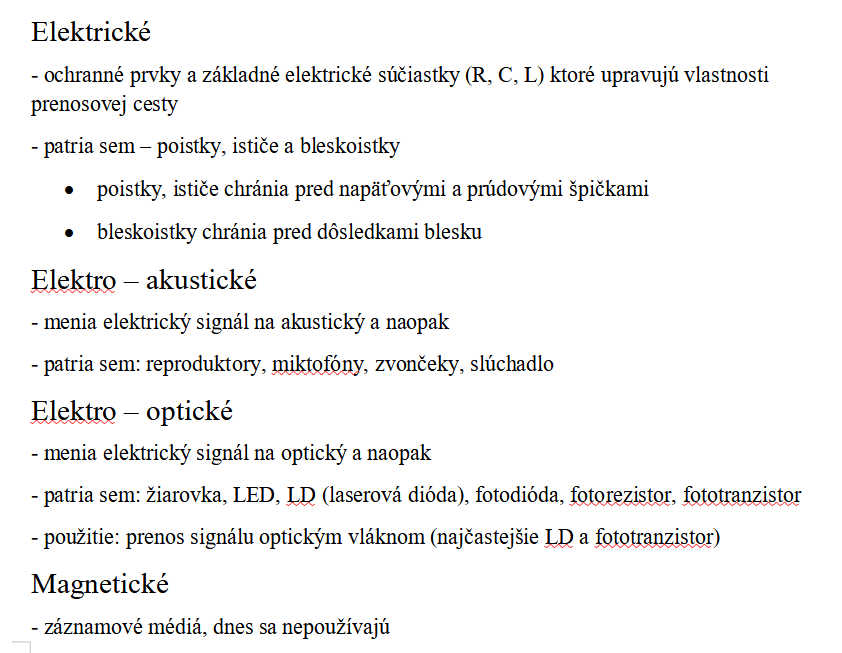 Elektrické
- ochranné prvky a základné elektrické súčiastky (R, C, L) ktoré upravujú vlastnosti
prenosovej cesty
- patria sem – poistky, ističe a bleskoistky
• poistky, ističe chránia pred napäťovými a prúdovými špičkami
• bleskoistky chránia pred dôsledkami blesku
Elektro – akustické
- menia elektrický signál na akustický a naopak
- patria sem: reproduktory, miktofóny, zvončeky, slúchadlo
Elektro – optické
- menia elektrický signál na optický a naopak
- patria sem: žiarovka, LED, LD (laserová dióda), fotodióda, fotorezistor, fototranzistor
- použitie: prenos signálu optickým vláknom (najčastejšie LD a fototranzistor)
Magnetické
- záznamové médiá, dnes sa nepoužívajú